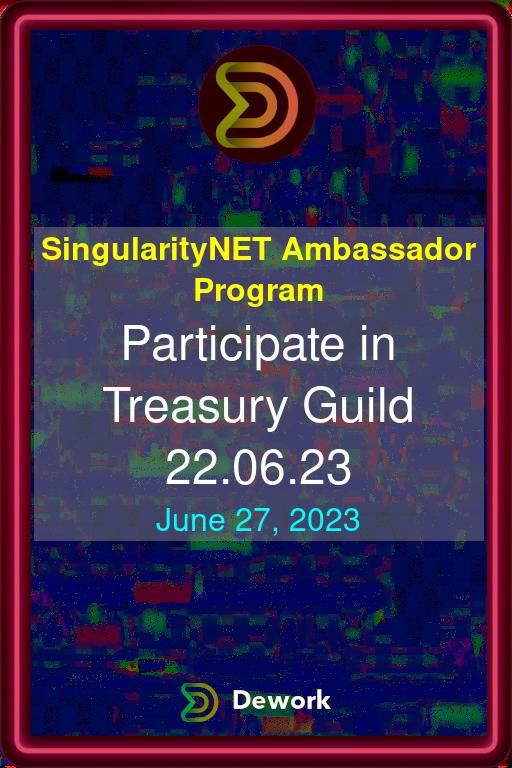 SingularityNET Ambassador
Program
Participate in
Treasury Guild
22.06.23
June 27, 2023
Dework